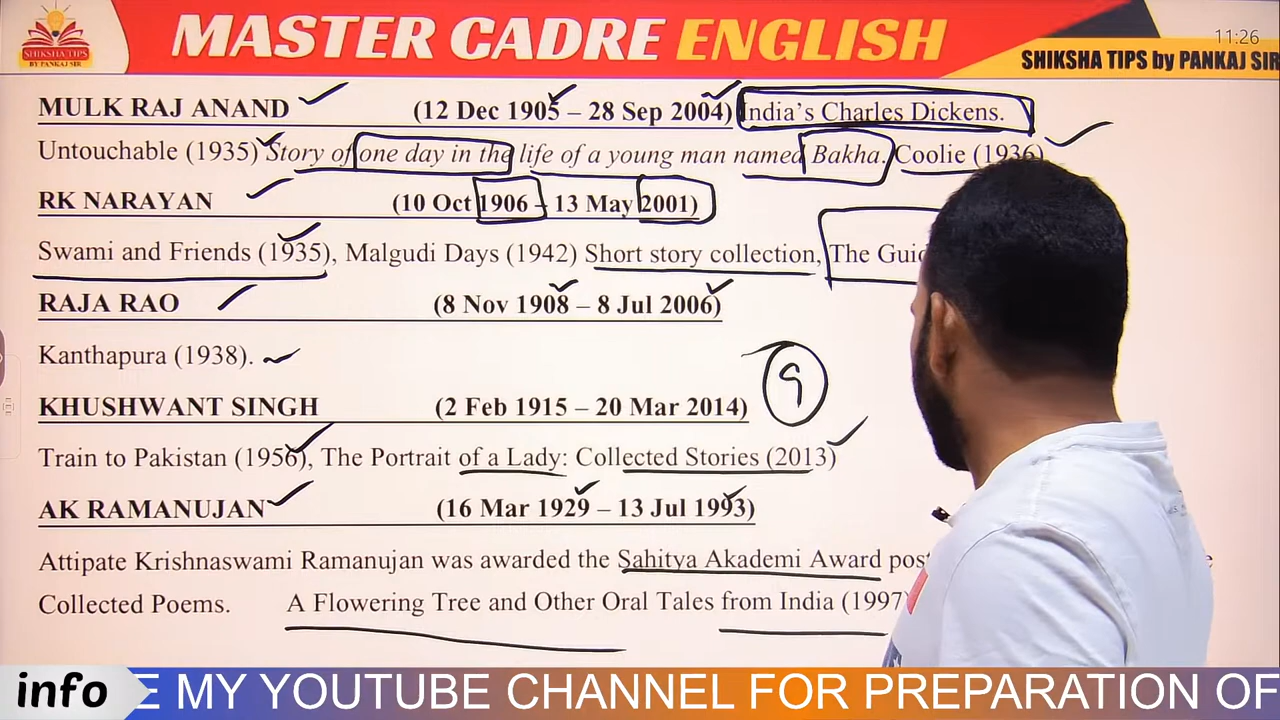 SHIKSHA TIPS
BY PANKAJ SIR
MASTER CADRE ENGLISH
11:26
SHIKSHA TIPS by PANKAJ SIR
MULK RAJ ANAND (12 Dec 1905 – 28 Sep 2004) India's Charles Dickens.
Untouchable (1935) Story of one day in the life of a young man named Bakha. Coolie (1936)
RK NARAYAN (10 Oct 1906 - 13 May 2001)
Swami and Friends (1935), Malgudi Days (1942) Short story collection, The
RAJA RAO (8 Nov 1908 – 8 Jul 2006)
Kanthapura (1938).
9
KHUSHWANT SINGH (2 Feb 1915 – 20 Mar 2014)
Train to Pakistan (1956), The Portrait of a Lady: Collected Stories (2013)
AK RAMANUJAN (16 Mar 1929 – 13 Jul 1993)
Attipate Krishnaswami Ramanujan was awarded the Sahitya Akademi Award
Collected Poems. A Flowering Tree and Other Oral Tales from India (1997)
info
E MY YOUTUBE CHANNEL FOR PREPARATION OF